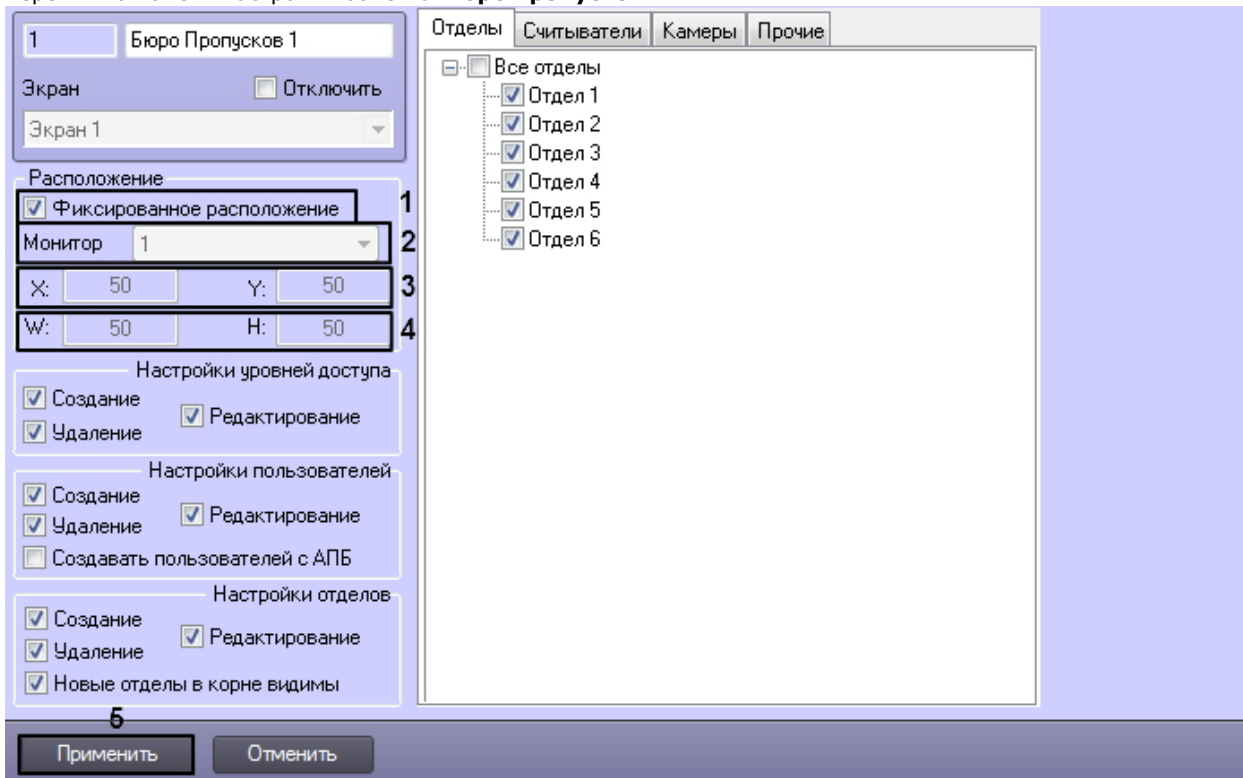 1 Бюро Пропусков 1
Экран Отключить
Экран 1
Расположение
Фиксированное расположение 1
Монитор 1 2
X: 50 Y: 50 3
W: 50 H: 50 4
Настройки уровней доступа
Создание
Редактирование
Удаление
Настройки пользователей
Создание
Редактирование
Удаление
Создавать пользователей с АПБ
Настройки отделов
Создание
Редактирование
Удаление
Новые отделы в корне видимы
5
Применить Отменить
Отделы Считыватели Камеры Прочие
Все отделы
Отдел 1
Отдел 2
Отдел 3
Отдел 4
Отдел 5
Отдел 6